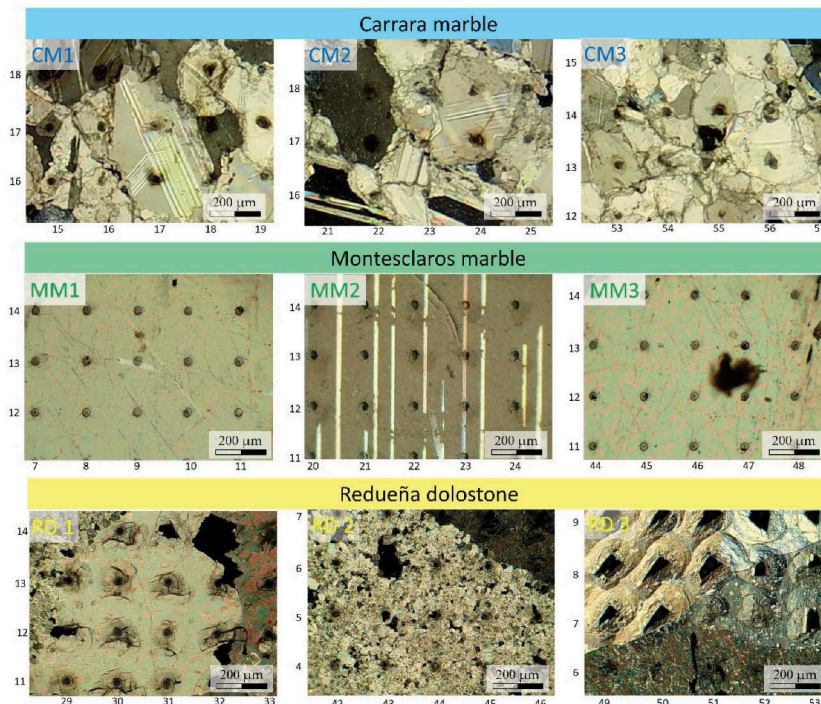 Carrara marble
CM1 CM2 CM3
18 18 15
17 17 14
16 16 13
12
200 μm 200 μm 200 μm
15 16 17 18 19 21 22 23 24 25 53 54 55 56
Montesclaros marble
MM1 MM2 MM3
14 14 14
13 13 13
12 12 12
11 11
200 μm 200 μm 200 μm
7 8 9 10 11 20 21 22 23 24 44 45 46 47 48
Redueña dolostone
RD 1 RD 2 RD 3
14 7 9
13 6 8
12 5 7
11 4 6
200 μm 200 μm 200 μm
29 30 31 32 33 42 43 44 45 46 49 50 51 52 53